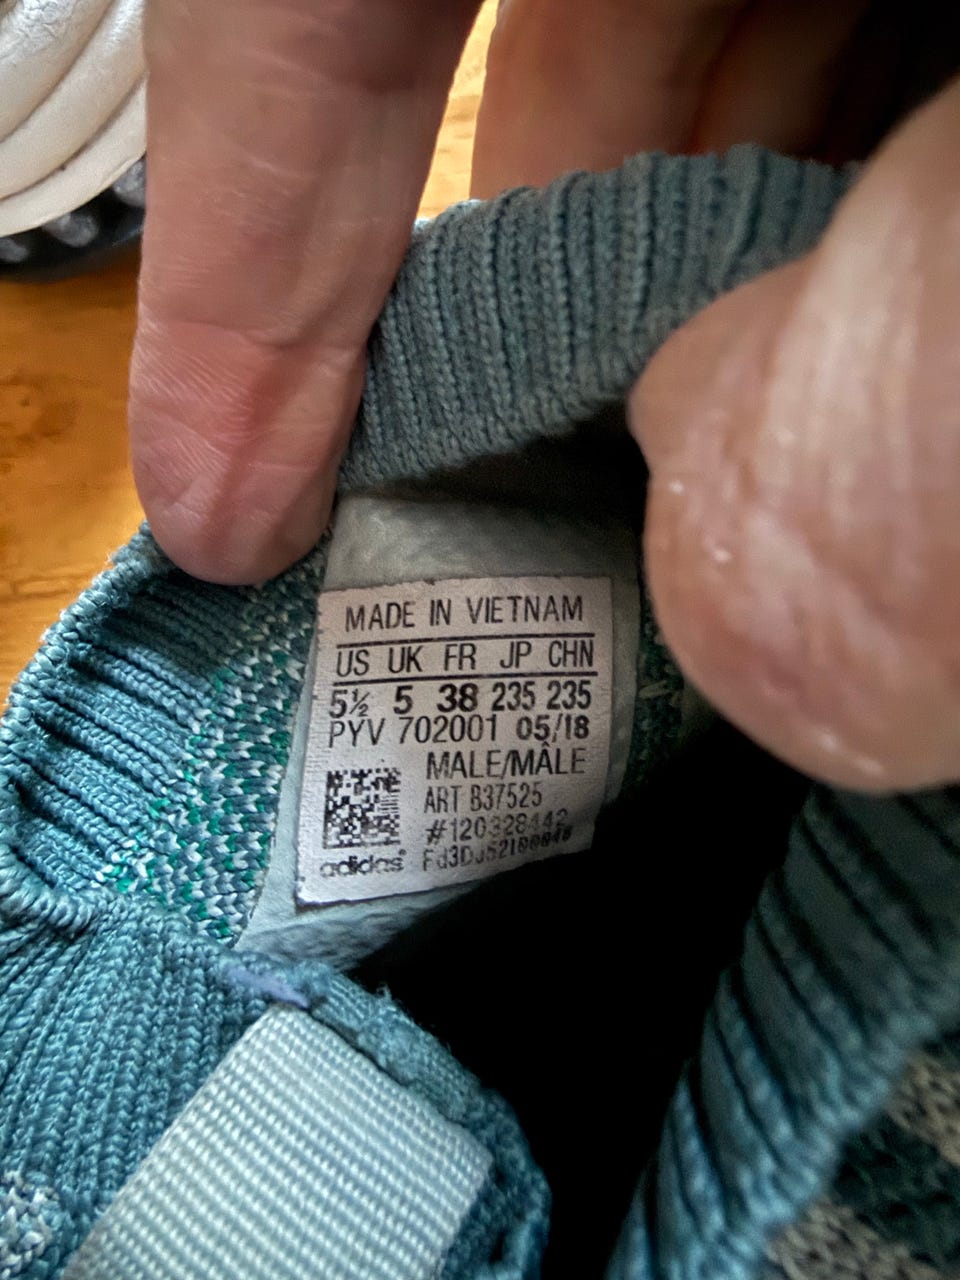 MADE IN VIETNAM
US UK FR JP CHN
5½ 5 38 235 235
PYV 702001 05/18
MALE/MÂLE
ART B37525
#120328442
adidas